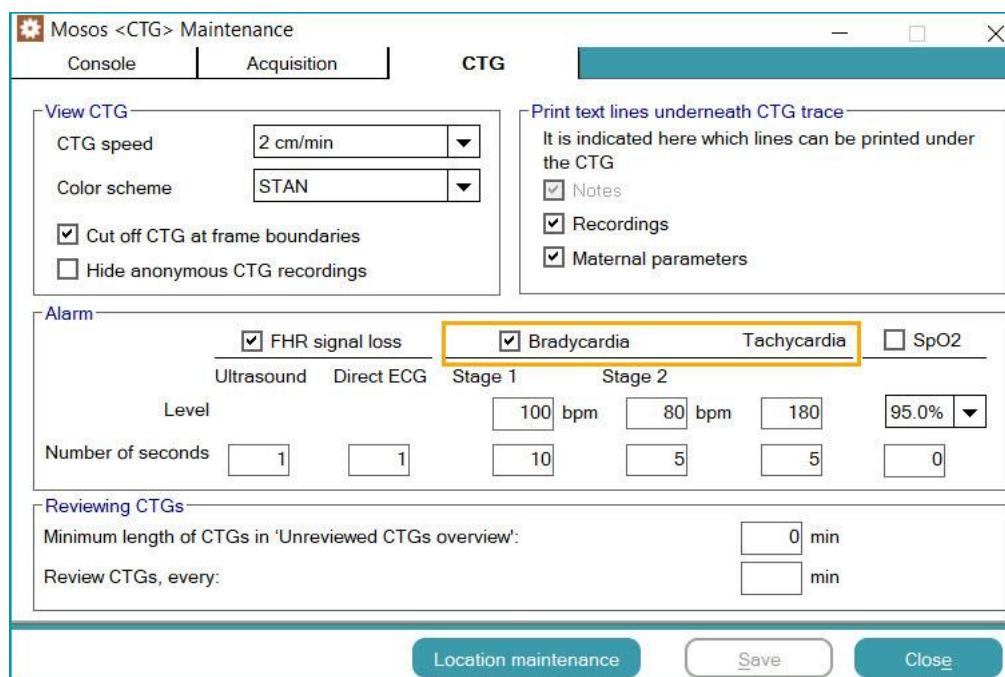 Mosos <CTG> Maintenance
Console Acquisition CTG
View CTG
CTG speed 2 cm/min
Color scheme STAN
Cut off CTG at frame boundaries
Hide anonymous CTG recordings
Print text lines underneath CTG trace
It is indicated here which lines can be printed under
the CTG
Notes
Recordings
Maternal parameters
Alarm
FHR signal loss Bradycardia Tachycardia SpO2
Ultrasound Direct ECG Stage 1 Stage 2
Level 100 bpm 80 bpm 180 95.0%
Number of seconds 1 1 10 5 5 0
Reviewing CTGs
Minimum length of CTGs in 'Unreviewed CTGs overview': 0 min
Review CTGs, every: min
Location maintenance Save Close